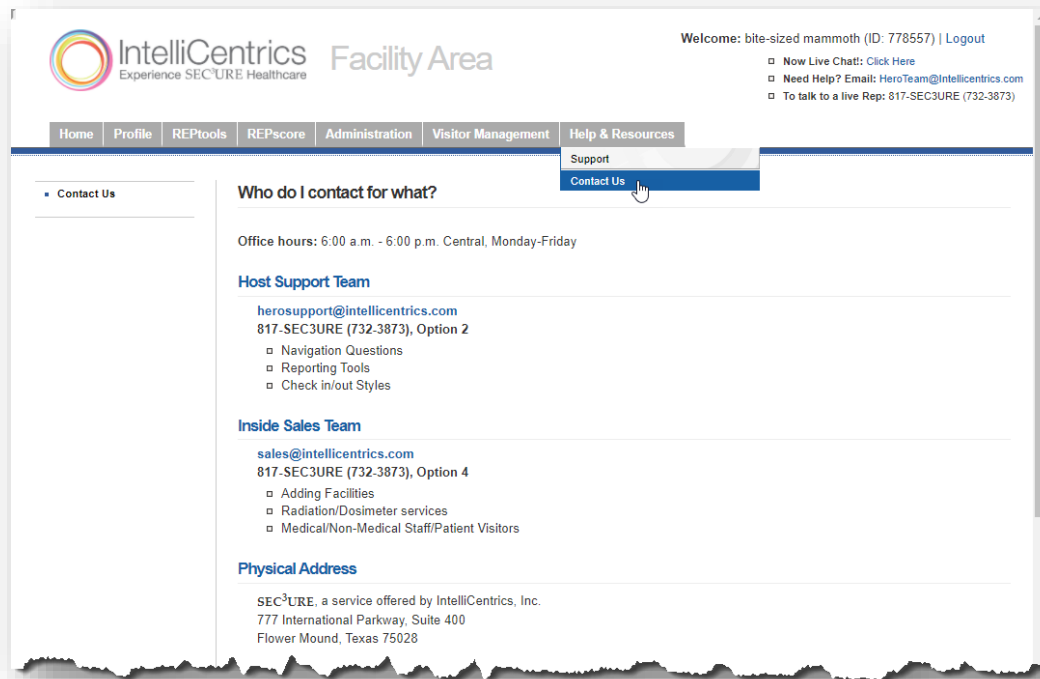 IntelliCentrics
Experience SEC³URE Healthcare
Facility Area
Welcome: bite-sized mammoth (ID: 778557) | Logout
Now Live Chat!: Click Here
Need Help? Email: HeroTeam@Intellicentrics.com
To talk to a live Rep: 817-SEC3URE (732-3873)
Home Profile REPtools REPscore Administration Visitor Management Help & Resources
Support
Contact Us
Contact Us
Who do I contact for what?
Office hours: 6:00 a.m. - 6:00 p.m. Central, Monday-Friday
Host Support Team
herosupport@intellicentrics.com
817-SEC3URE (732-3873), Option 2
Navigation Questions
Reporting Tools
Check in/out Styles
Inside Sales Team
sales@intellicentrics.com
817-SEC3URE (732-3873), Option 4
Adding Facilities
Radiation/Dosimeter services
Medical/Non-Medical Staff/Patient Visitors
Physical Address
SEC³URE, a service offered by IntelliCentrics, Inc.
777 International Parkway, Suite 400
Flower Mound, Texas 75028